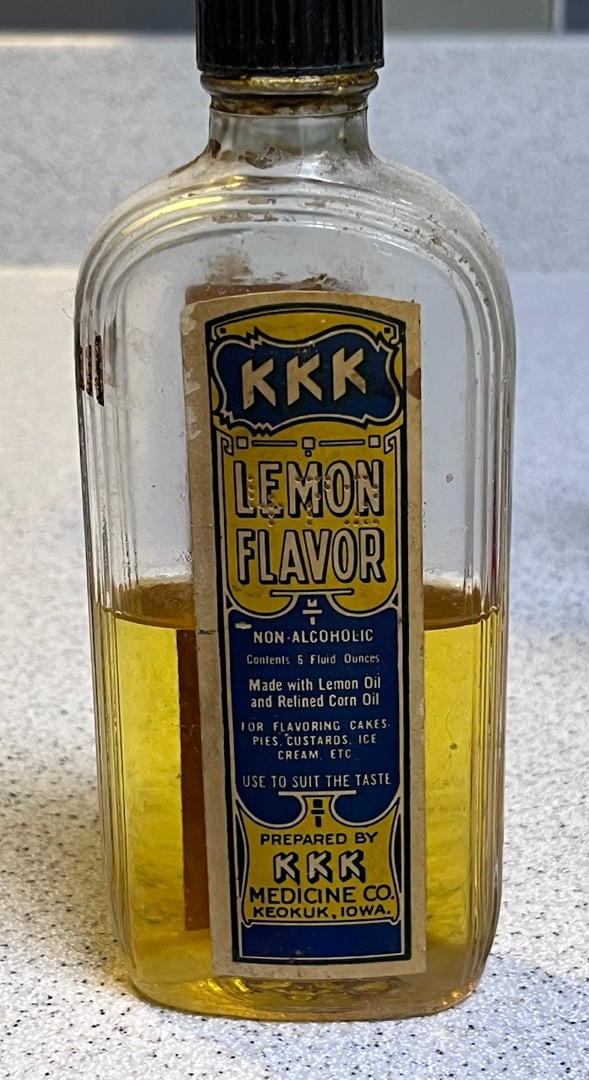 KKK
LEMON
FLAVOR
NON-ALCOHOLIC
Contents 6 Fluid Ounces
Made with Lemon Oil
and Refined Corn Oil
FOR FLAVORING CAKES,
PIES, CUSTARDS, ICE
CREAM, ETC
USE TO SUIT THE TASTE
PREPARED BY
KKK
MEDICINE CO.
KEOKUK, IOWA.